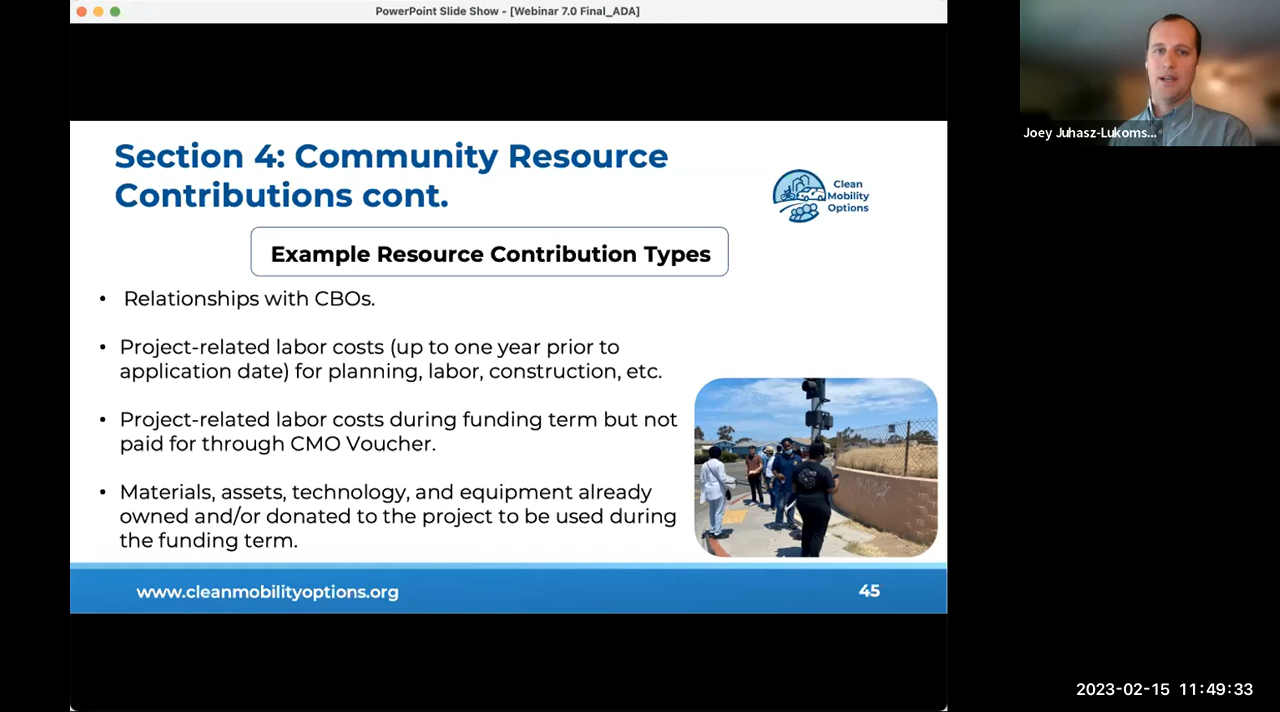 PowerPoint Slide Show - [Webinar 7.0 Final_ADA]
Section 4: Community Resource
Contributions cont.
Clean
Mobility
Options
Example Resource Contribution Types
• Relationships with CBOs.
• Project-related labor costs (up to one year prior to
application date) for planning, labor, construction, etc.
• Project-related labor costs during funding term but not
paid for through CMO Voucher.
• Materials, assets, technology, and equipment already
owned and/or donated to the project to be used during
the funding term.
www.cleanmobilityoptions.org
45
Joey Juhasz-Lukoms...
2023-02-15 11:49:33